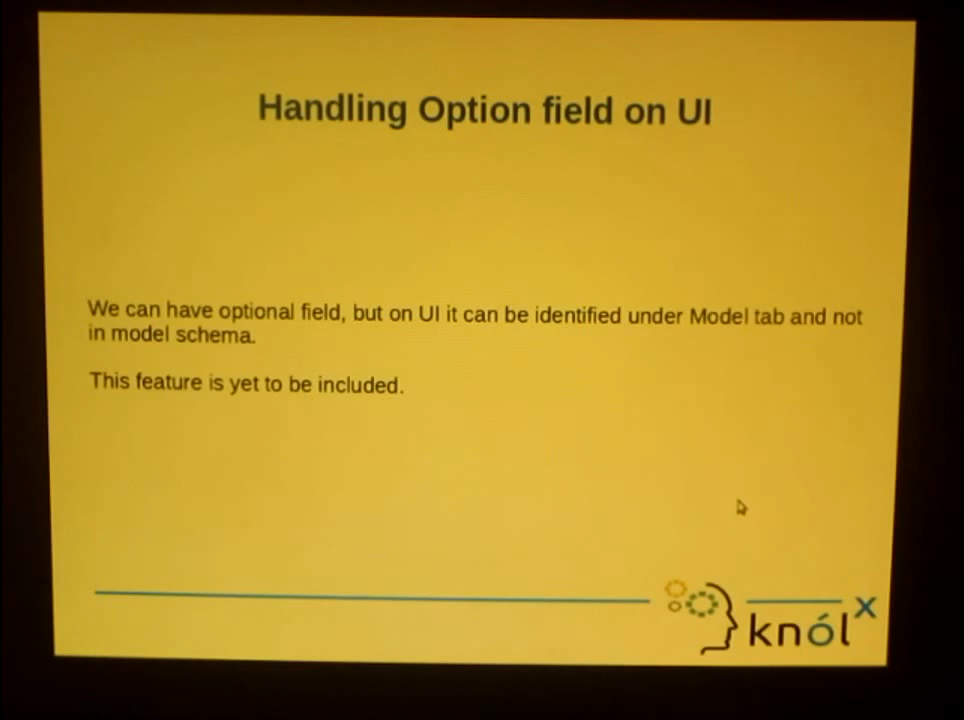 Handling Option field on UI
We can have optional field, but on UI it can be identified under Model tab and not
in model schema.
This feature is yet to be included.
knól x